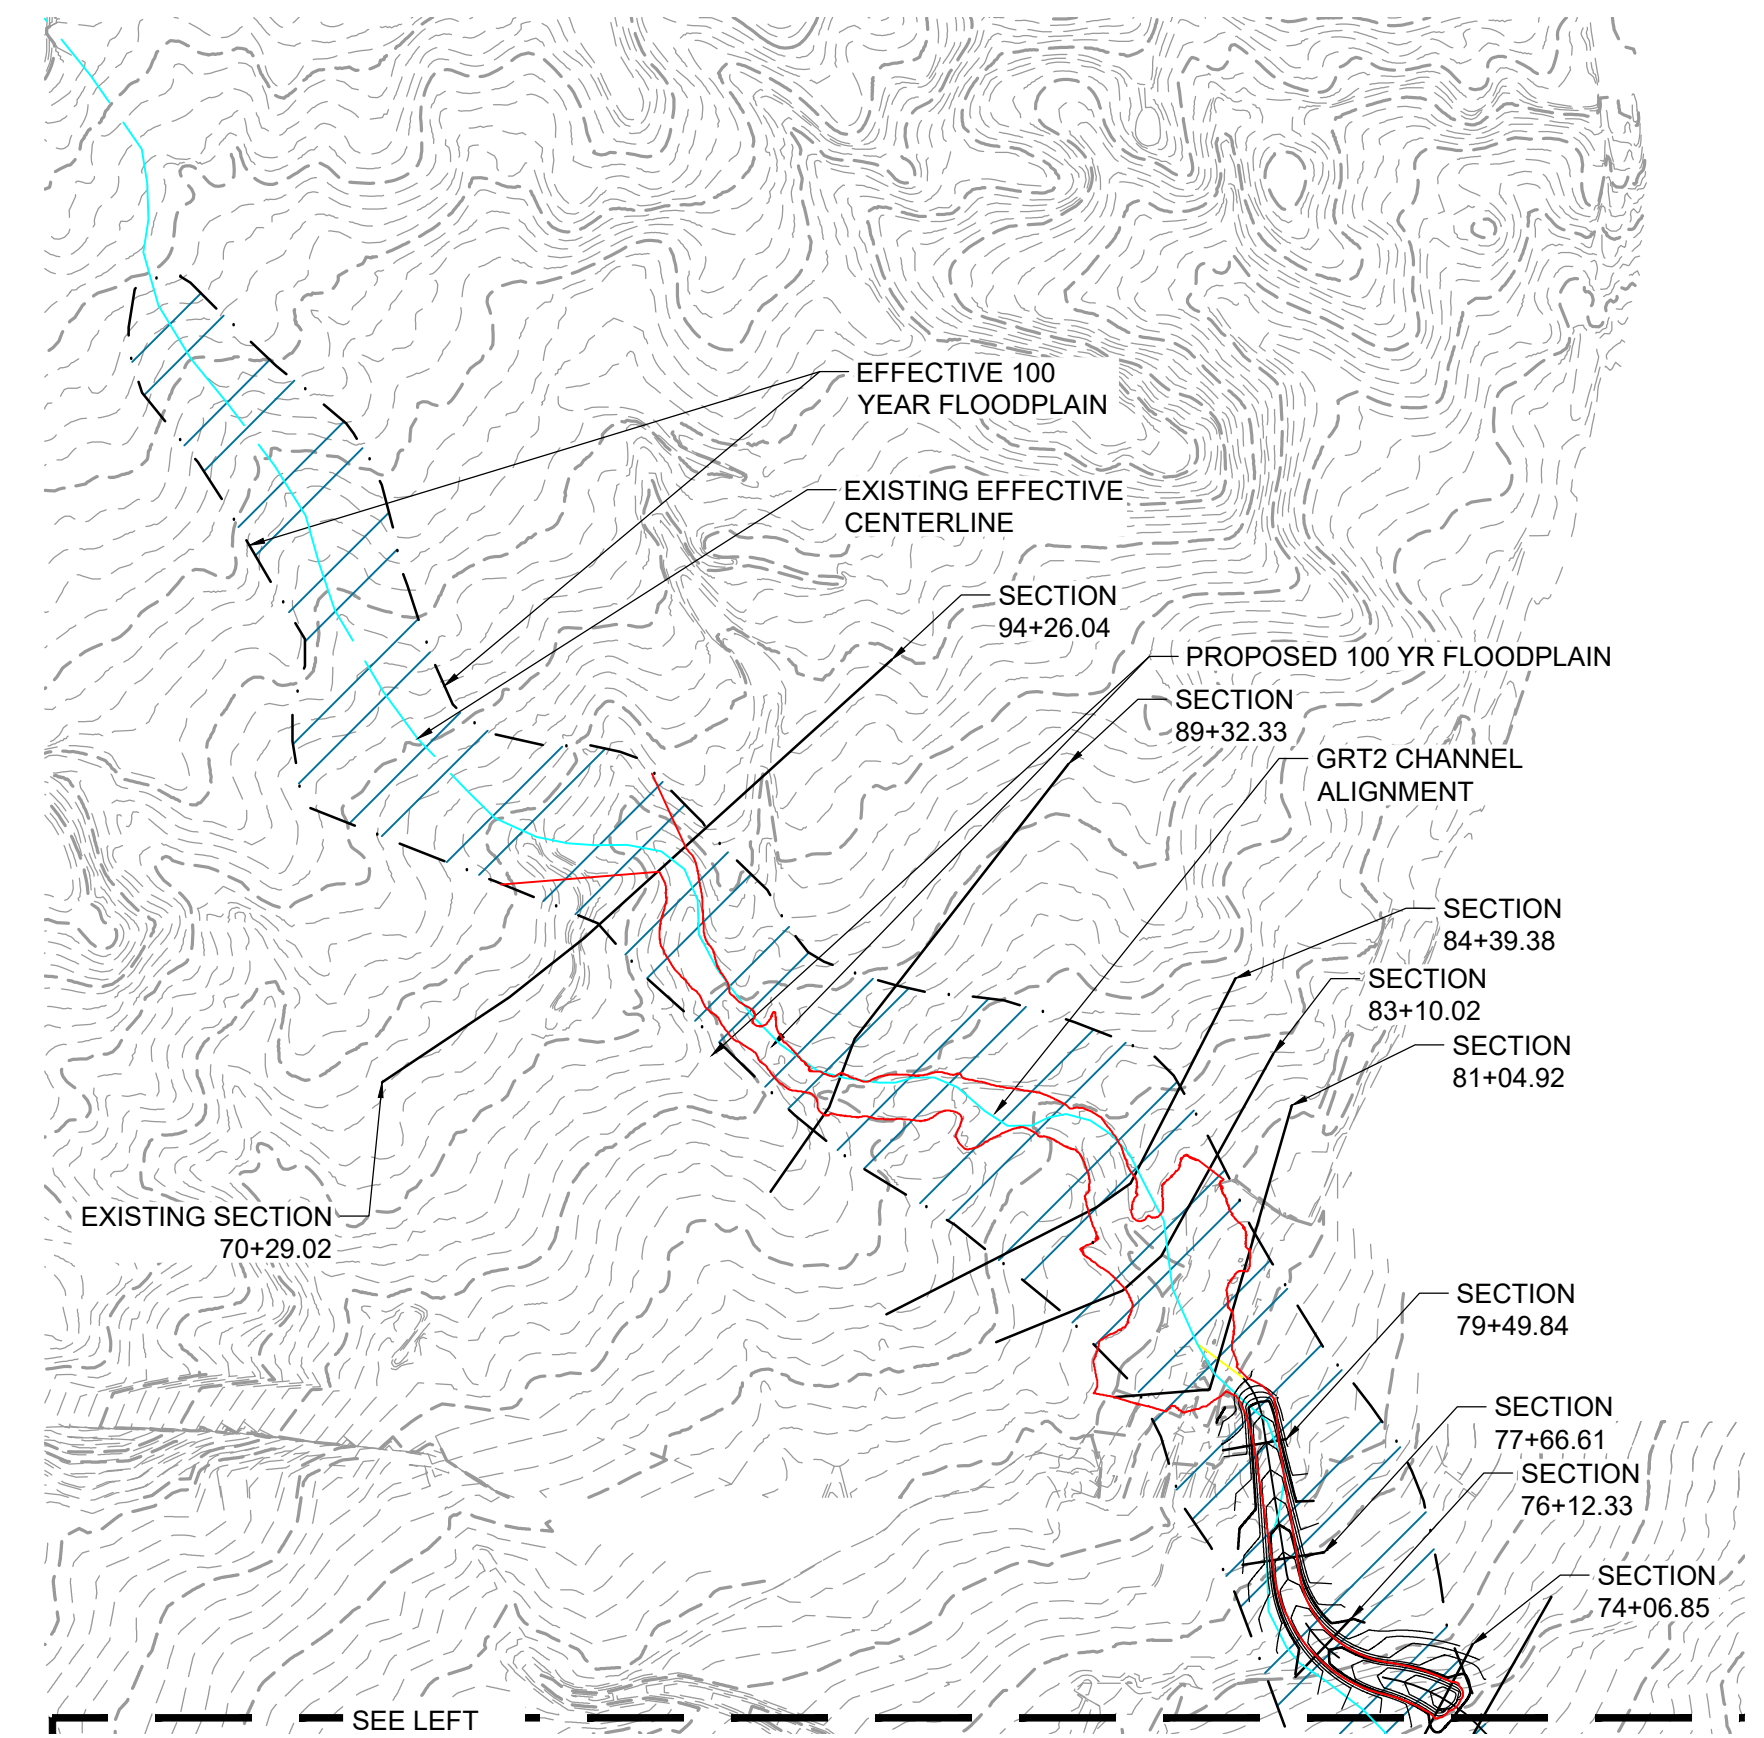 EFFECTIVE 100
YEAR FLOODPLAIN
EXISTING EFFECTIVE
CENTERLINE
SECTION
94+26.04
PROPOSED 100 YR FLOODPLAIN
SECTION
89+32.33
GRT2 CHANNEL
ALIGNMENT
SECTION
84+39.38
SECTION
83+10.02
SECTION
81+04.92
EXISTING SECTION
70+29.02
SECTION
79+49.84
SECTION
77+66.61
SECTION
76+12.33
SECTION
74+06.85
SEE LEFT